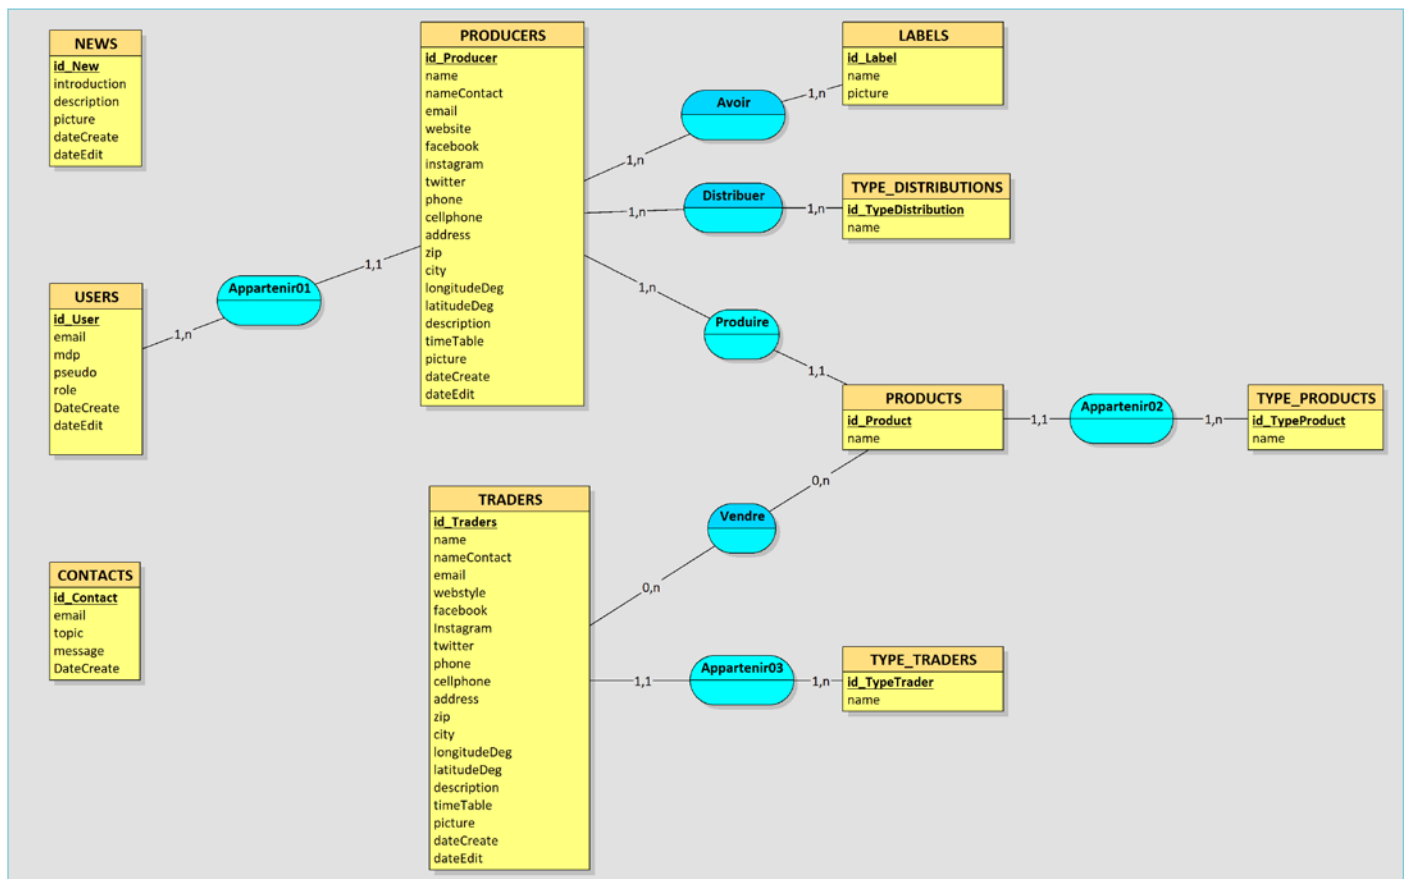 NEWS
id_New
introduction
description
picture
dateCreate
dateEdit
PRODUCERS
id_Producer
name
nameContact
email
website
facebook
instagram
twitter
phone
cellphone
address
zip
city
longitudeDeg
latitudeDeg
description
timeTable
picture
dateCreate
dateEdit
LABELS
id_Label
name
picture
Avoir
1,n
1,n
TYPE_DISTRIBUTIONS
id_TypeDistribution
name
Distribuer
1,n
1,n
USERS
id_User
email
mdp
pseudo
role
DateCreate
dateEdit
Appartenir01
1,n
1,1
Produire
1,n
1,1
PRODUCTS
id_Product
name
Appartenir02
1,1
1,n
TYPE_PRODUCTS
id_TypeProduct
name
TRADERS
id_Traders
name
nameContact
email
webstyle
facebook
Instagram
twitter
phone
cellphone
address
zip
city
longitudeDeg
latitudeDeg
description
timeTable
picture
dateCreate
dateEdit
Vendre
0,n
0,n
CONTACTS
id_Contact
email
topic
message
DateCreate
Appartenir03
1,1
1,n
TYPE_TRADERS
id_TypeTrader
name